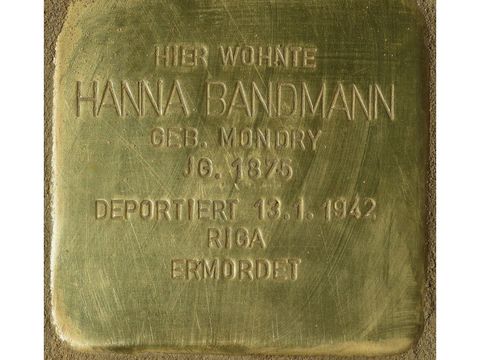 HIER WOHNTE
HANNA BANDMANN
GEB. MONDRY
JG. 1875
DEPORTIERT 13.1.1942
RIGA
ERMORDET